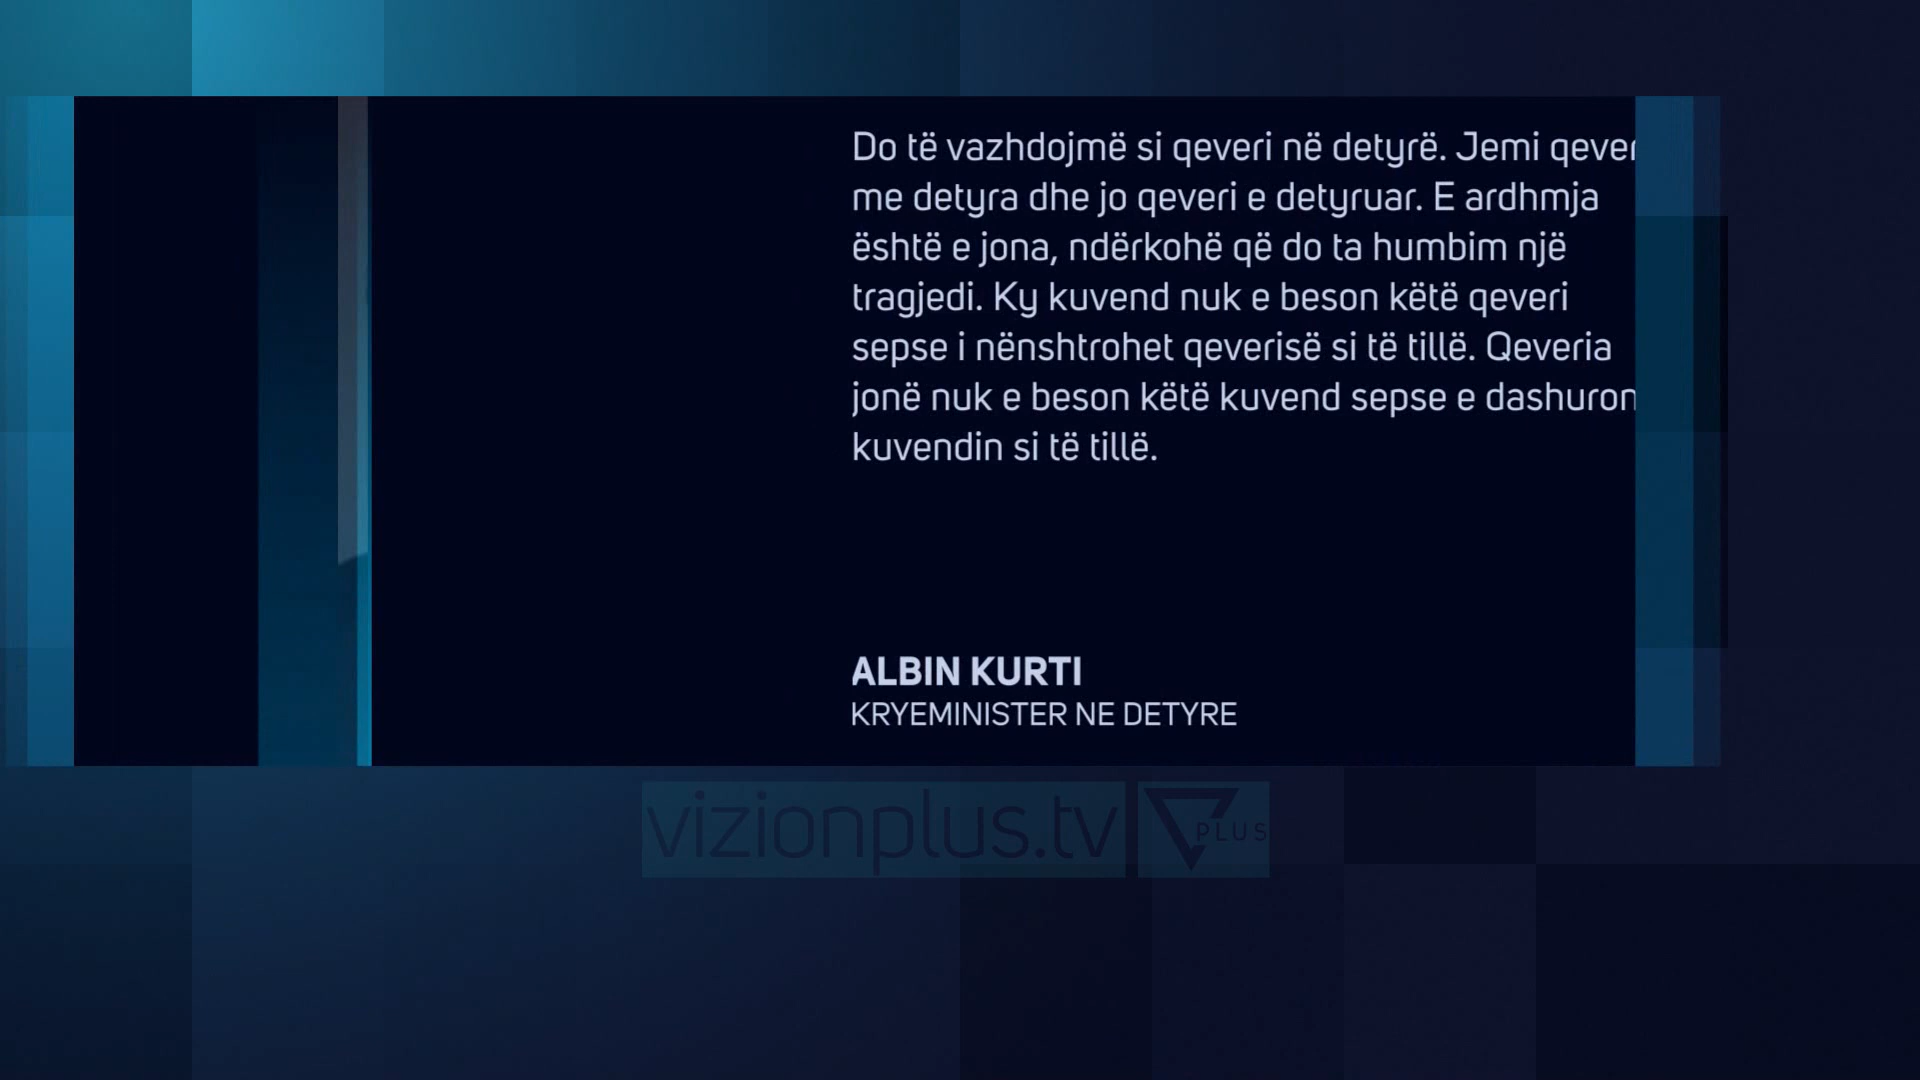 Do të vazhdojmë si qeveri në detyrë. Jemi qever
me detyra dhe jo qeveri e detyruar. E ardhmja
është e jona, ndërkohë që do ta humbim një
tragjedi. Ky kuvend nuk e beson këtë qeveri
sepse i nënshtrohet qeverisë si të tillë. Qeveria
jonë nuk e beson këtë kuvend sepse e dashuron
kuvendin si të tillë.
ALBIN KURTI
KRYEMINISTER NE DETYRE
vizionplus.tv PLUS